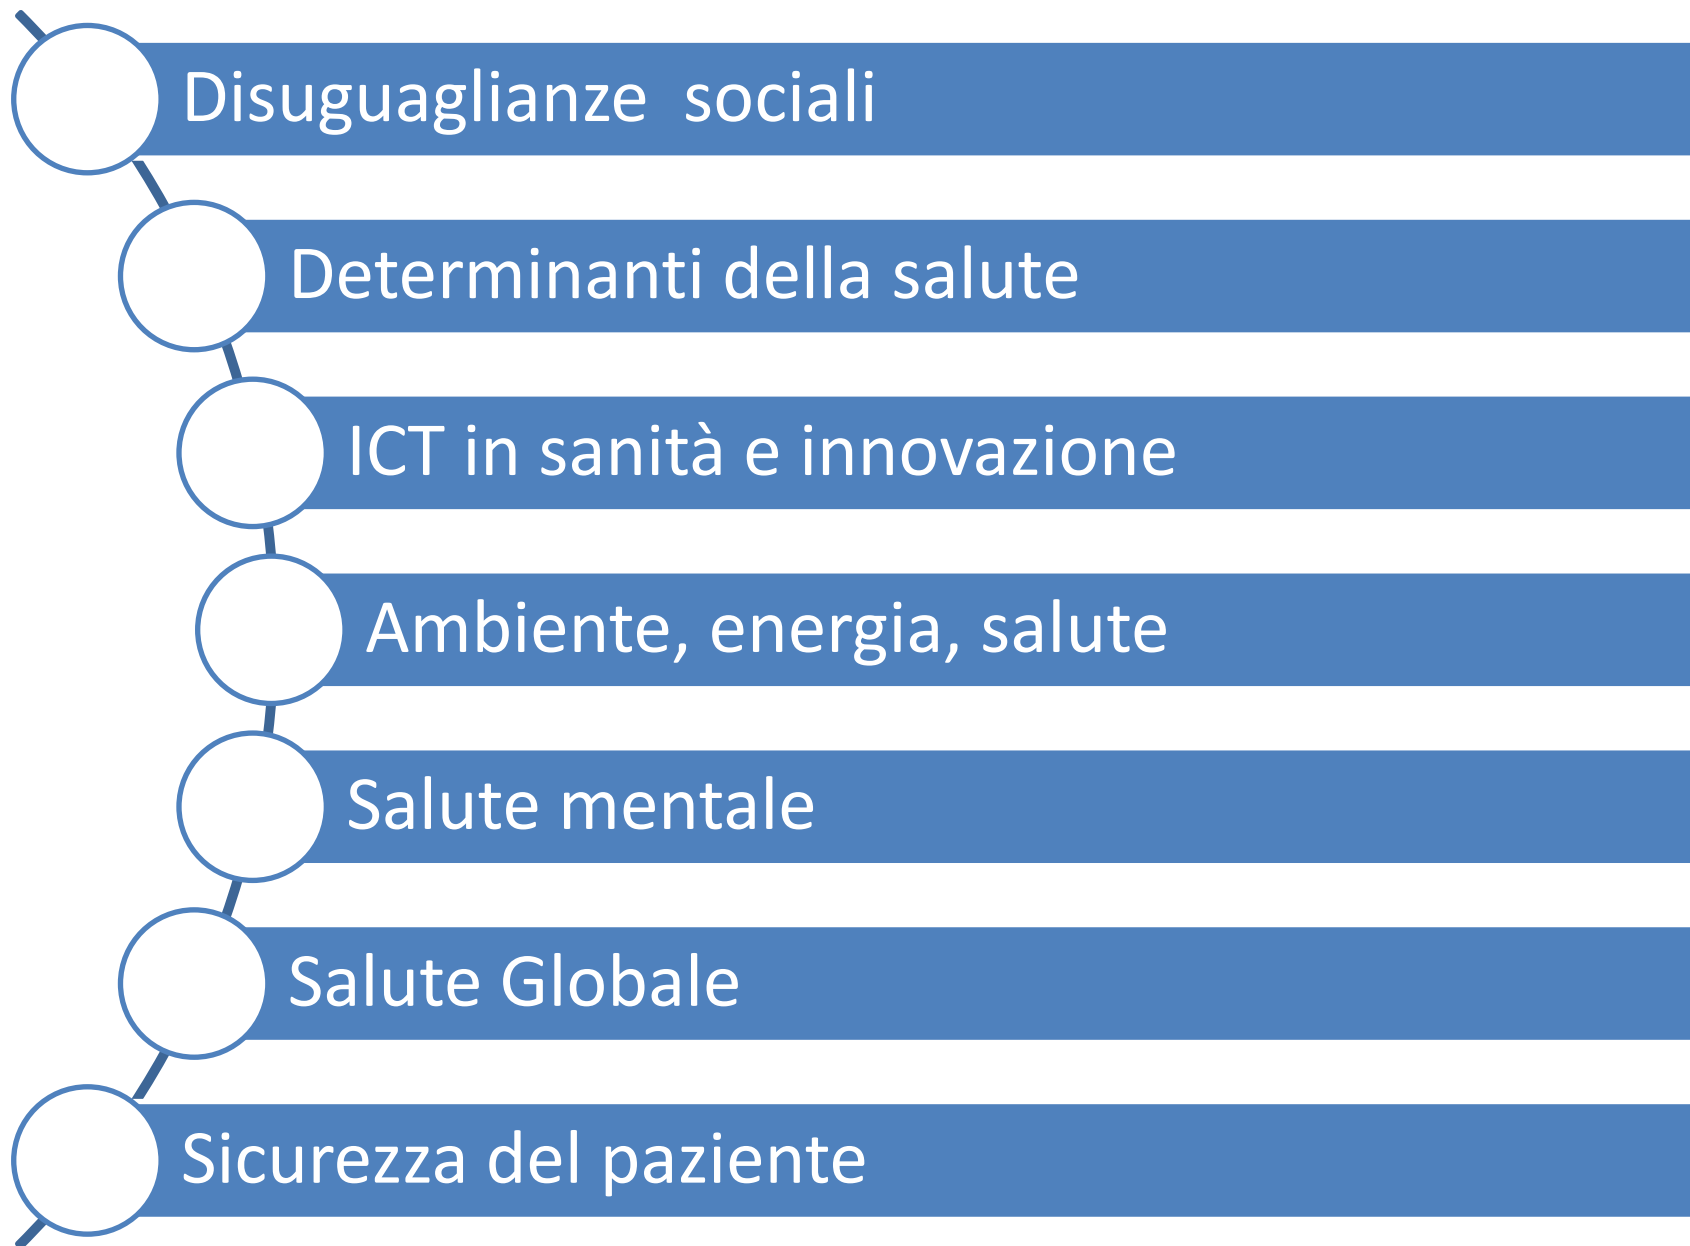 Disuguaglianze  sociali
Determinanti della salute
ICT in sanità e innovazione
Ambiente, energia, salute
Salute mentale
Salute Globale
Sicurezza del paziente